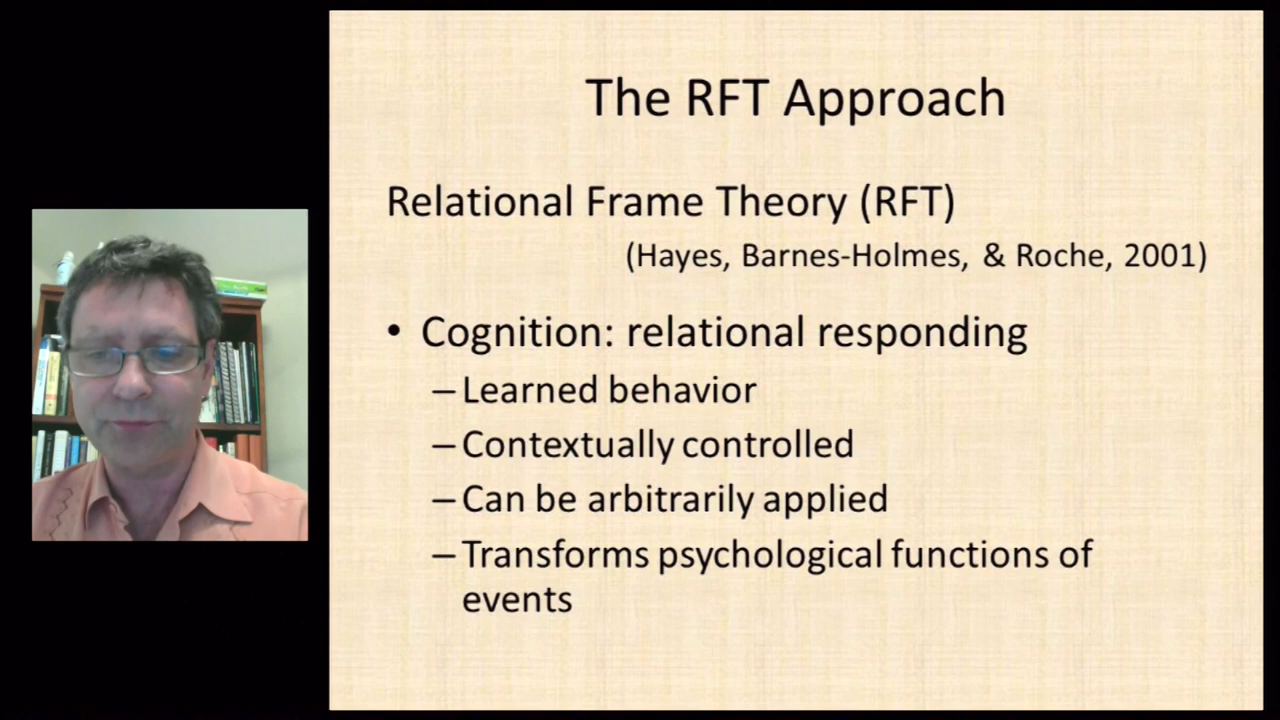 The RFT Approach
Relational Frame Theory (RFT)
(Hayes, Barnes-Holmes, & Roche, 2001)
• Cognition: relational responding
– Learned behavior
– Contextually controlled
– Can be arbitrarily applied
– Transforms psychological functions of
events